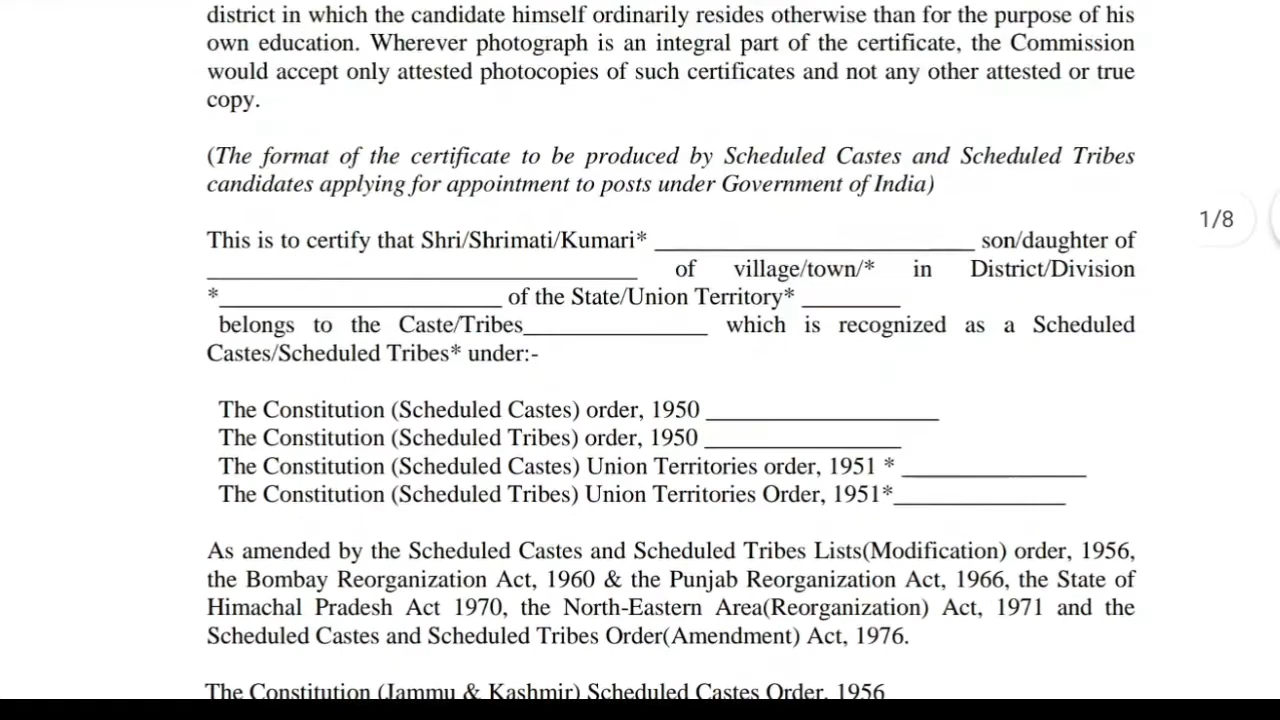 district in which the candidate himself ordinarily resides otherwise than for the purpose of his
own education. Wherever photograph is an integral part of the certificate, the Commission
would accept only attested photocopies of such certificates and not any other attested or true
copy.
(The format of the certificate to be produced by Scheduled Castes and Scheduled Tribes
candidates applying for appointment to posts under Government of India)
1/8
This is to certify that Shri/Shrimati/Kumari* __________________________ son/daughter of
___________________________________ of village/town/* in District/Division
*_______________________ of the State/Union Territory* ________
belongs to the Caste/Tribes_______________ which is recognized as a Scheduled
Castes/Scheduled Tribes* under:-
The Constitution (Scheduled Castes) order, 1950 ___________________
The Constitution (Scheduled Tribes) order, 1950 ________________
The Constitution (Scheduled Castes) Union Territories order, 1951 * _______________
The Constitution (Scheduled Tribes) Union Territories Order, 1951*______________
As amended by the Scheduled Castes and Scheduled Tribes Lists(Modification) order, 1956,
the Bombay Reorganization Act, 1960 & the Punjab Reorganization Act, 1966, the State of
Himachal Pradesh Act 1970, the North-Eastern Area(Reorganization) Act, 1971 and the
Scheduled Castes and Scheduled Tribes Order(Amendment) Act, 1976.
The Constitution (Jammu & Kashmir) Scheduled Castes Order, 1956